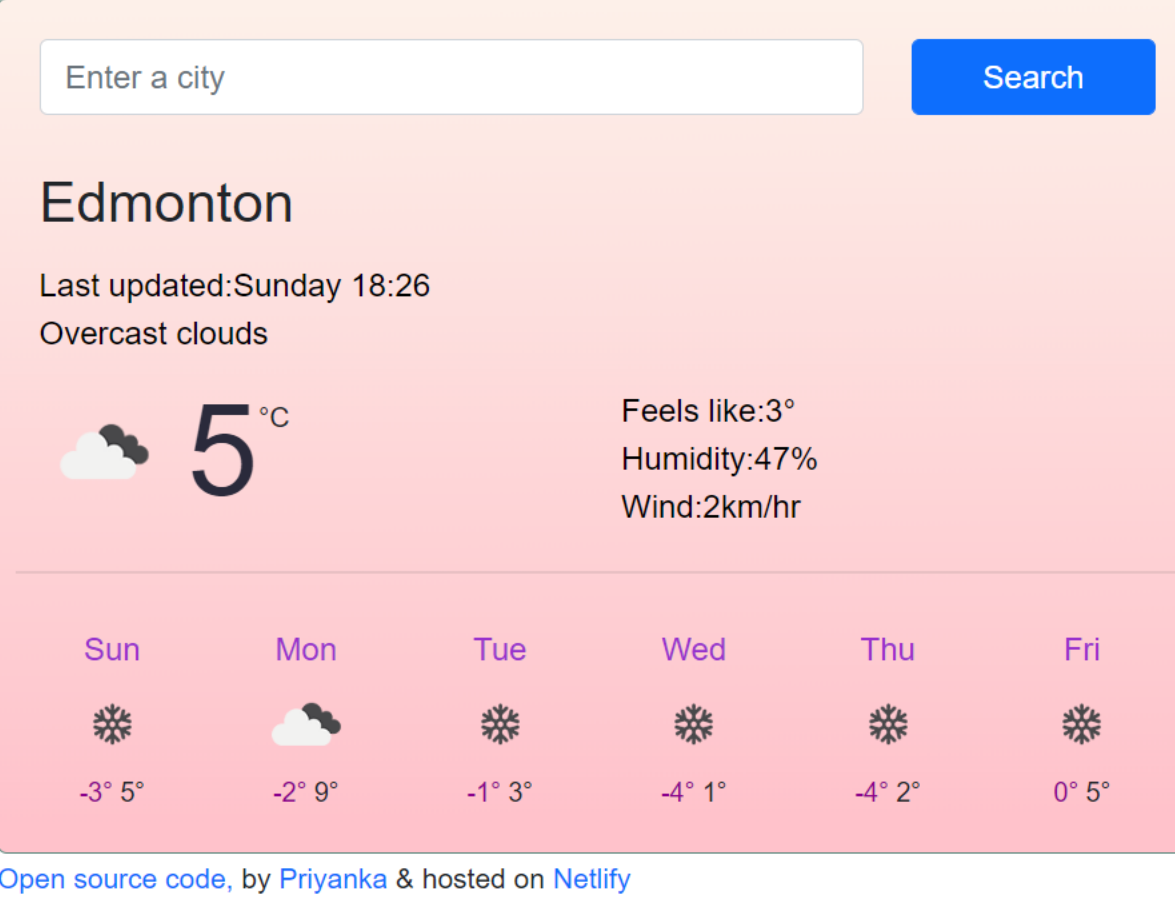 Enter a city
Search
Edmonton
Last updated:Sunday 18:26
Overcast clouds
5 °C
Feels like:3°
Humidity:47%
Wind:2km/hr
Sun Mon Tue Wed Thu Fri
-3° 5° -2° 9° -1° 3° -4° 1° -4° 2° 0° 5°
Open source code, by Priyanka & hosted on Netlify